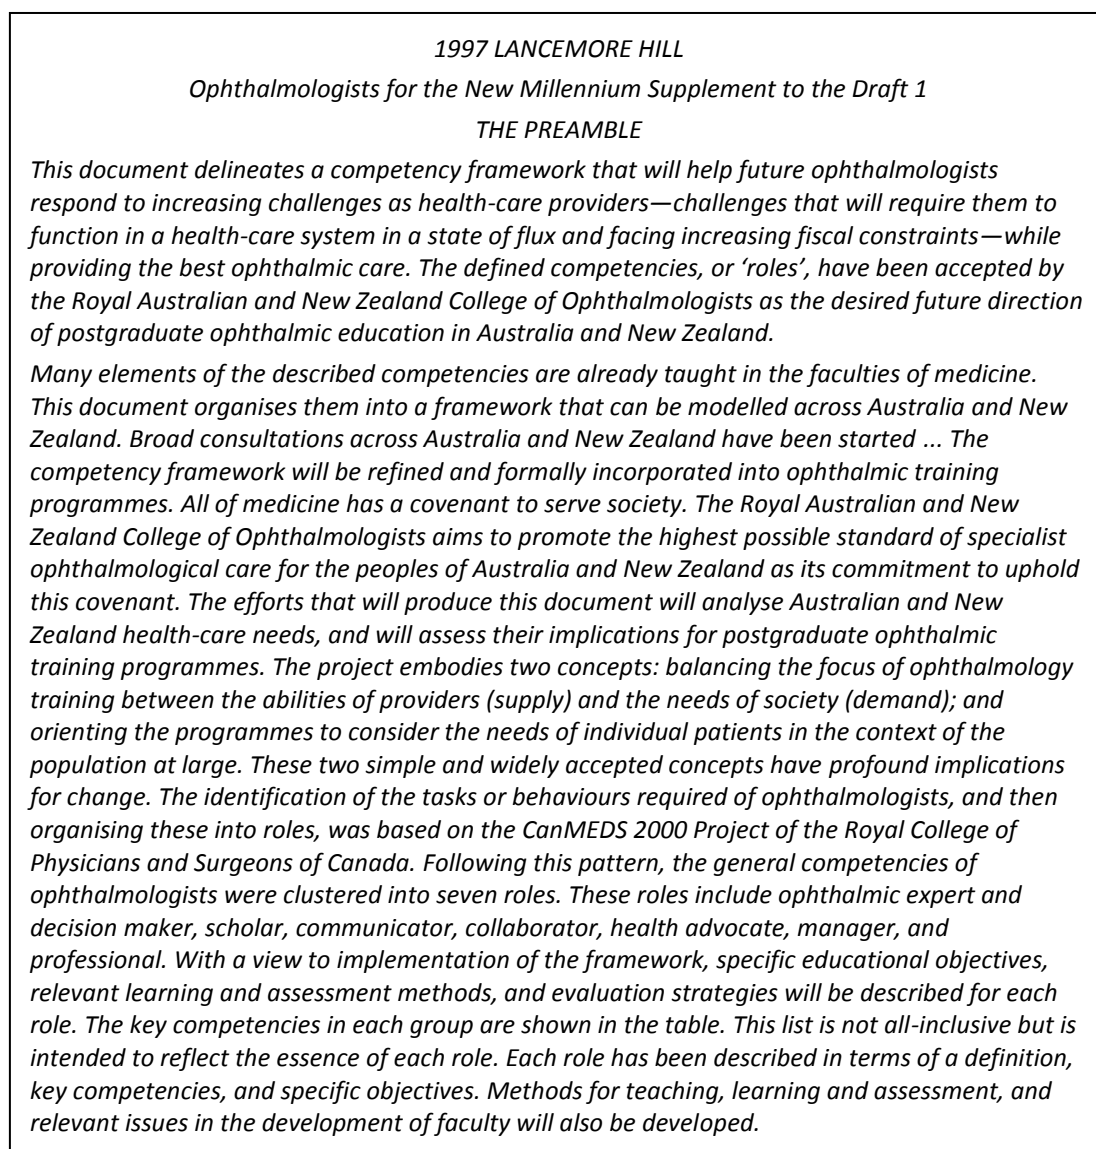 1997 LANCEMORE HILL
Ophthalmologists for the New Millennium Supplement to the Draft 1
THE PREAMBLE
This document delineates a competency framework that will help future ophthalmologists
respond to increasing challenges as health-care providers—challenges that will require them to
function in a health-care system in a state of flux and facing increasing fiscal constraints—while
providing the best ophthalmic care. The defined competencies, or ‘roles’, have been accepted by
the Royal Australian and New Zealand College of Ophthalmologists as the desired future direction
of postgraduate ophthalmic education in Australia and New Zealand.
Many elements of the described competencies are already taught in the faculties of medicine.
This document organises them into a framework that can be modelled across Australia and New
Zealand. Broad consultations across Australia and New Zealand have been started ... The
competency framework will be refined and formally incorporated into ophthalmic training
programmes. All of medicine has a covenant to serve society. The Royal Australian and New
Zealand College of Ophthalmologists aims to promote the highest possible standard of specialist
ophthalmological care for the peoples of Australia and New Zealand as its commitment to uphold
this covenant. The efforts that will produce this document will analyse Australian and New
Zealand health-care needs, and will assess their implications for postgraduate ophthalmic
training programmes. The project embodies two concepts: balancing the focus of ophthalmology
training between the abilities of providers (supply) and the needs of society (demand); and
orienting the programmes to consider the needs of individual patients in the context of the
population at large. These two simple and widely accepted concepts have profound implications
for change. The identification of the tasks or behaviours required of ophthalmologists, and then
organising these into roles, was based on the CanMEDS 2000 Project of the Royal College of
Physicians and Surgeons of Canada. Following this pattern, the general competencies of
ophthalmologists were clustered into seven roles. These roles include ophthalmic expert and
decision maker, scholar, communicator, collaborator, health advocate, manager, and
professional. With a view to implementation of the framework, specific educational objectives,
relevant learning and assessment methods, and evaluation strategies will be described for each
role. The key competencies in each group are shown in the table. This list is not all-inclusive but is
intended to reflect the essence of each role. Each role has been described in terms of a definition,
key competencies, and specific objectives. Methods for teaching, learning and assessment, and
relevant issues in the development of faculty will also be developed.